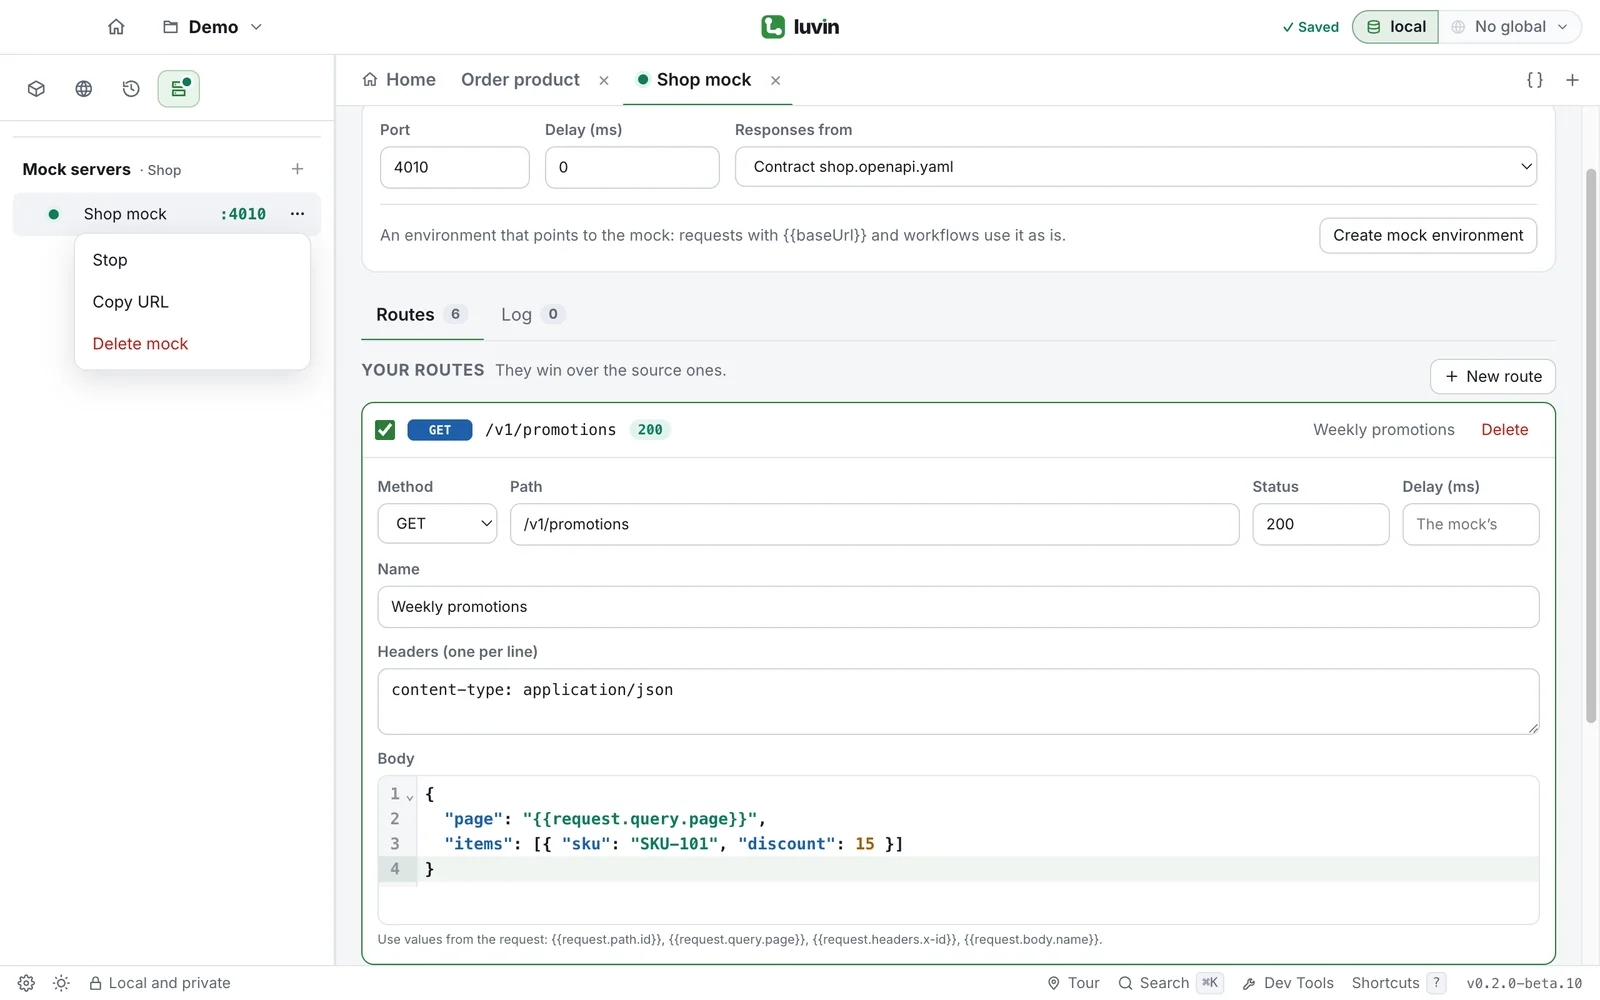 Demo
luvin
Saved
local
No global
Home
Order product
Shop mock
{ }
Mock servers · Shop
Shop mock :4010 ...
Stop
Copy URL
Delete mock
Port
Delay (ms)
Responses from
4010
0
Contract shop.openapi.yaml
An environment that points to the mock: requests with {{baseUrl}} and workflows use it as is.
Create mock environment
Routes 6
Log 0
YOUR ROUTES They win over the source ones.
+ New route
GET /v1/promotions 200
Weekly promotions
Delete
Method
Path
Status
Delay (ms)
GET
/v1/promotions
200
The mock’s
Name
Weekly promotions
Headers (one per line)
content-type: application/json
Body
1 {
2 "page": "{{request.query.page}}",
3 "items": [{ "sku": "SKU-101", "discount": 15 }]
4 }
Use values from the request: {{request.path.id}}, {{request.query.page}}, {{request.headers.x-id}}, {{request.body.name}}.
Local and private
Tour
Search ⌘K
Dev Tools
Shortcuts ?
v0.2.0-beta.10